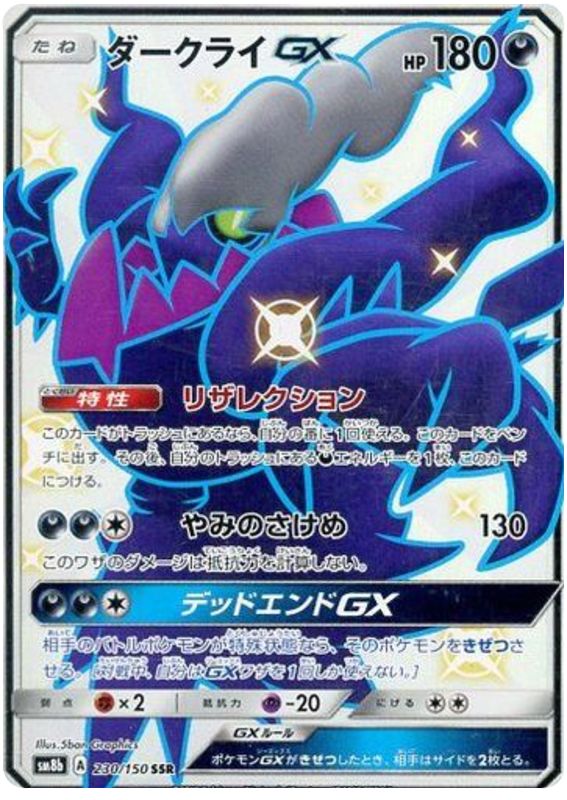 たね ダークライGX HP 180
とくせい
特性 リザレクション
このカードがトラッシュにあるなら、自分の番に1回使える。このカードをベン
チに出す。その後、自分のトラッシュにあるエネルギーを1枚、このカード
につける。
やみのさけめ 130
このワザのダメージは抵抗力を計算しない。
デッドエンドGX
相手のバトルポケモンが特殊状態なら、そのポケモンをきぜつさ
せる。[対戦中、自分はGXワザを1回しか使えない。]
弱点 ×2 抵抗力 -20 にげる
GXルール
Illus. 5ban Graphics
ポケモンGXがきぜつしたとき、相手はサイドを2枚とる。
sm8b A 230/150 SSR